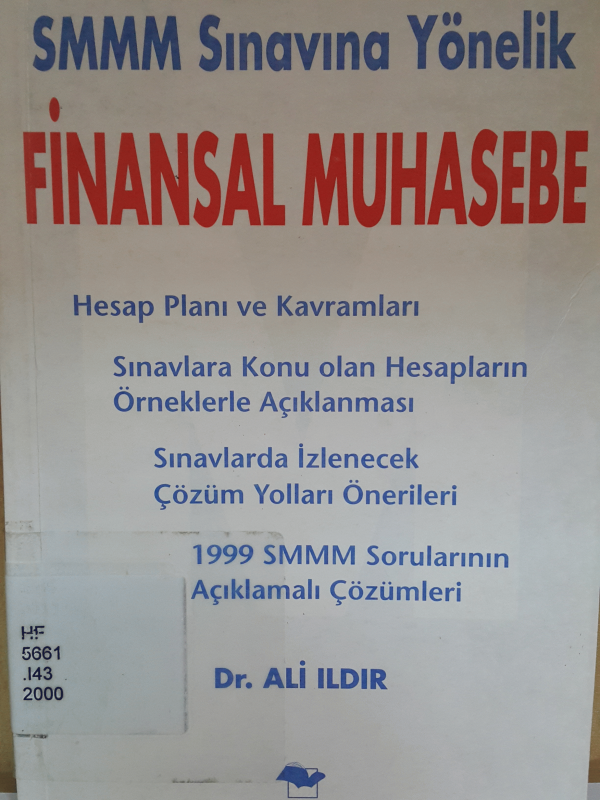 SMMM Sınavına Yönelik
FİNANSAL MUHASEBE
Hesap Planı ve Kavramları
Sınavlara Konu olan Hesapların
Örneklerle Açıklanması
Sınavlarda İzlenecek
Çözüm Yolları Önerileri
1999 SMMM Sorularının
Açıklamalı Çözümleri
HF
5661
.I43
2000
Dr. ALİ ILDIR